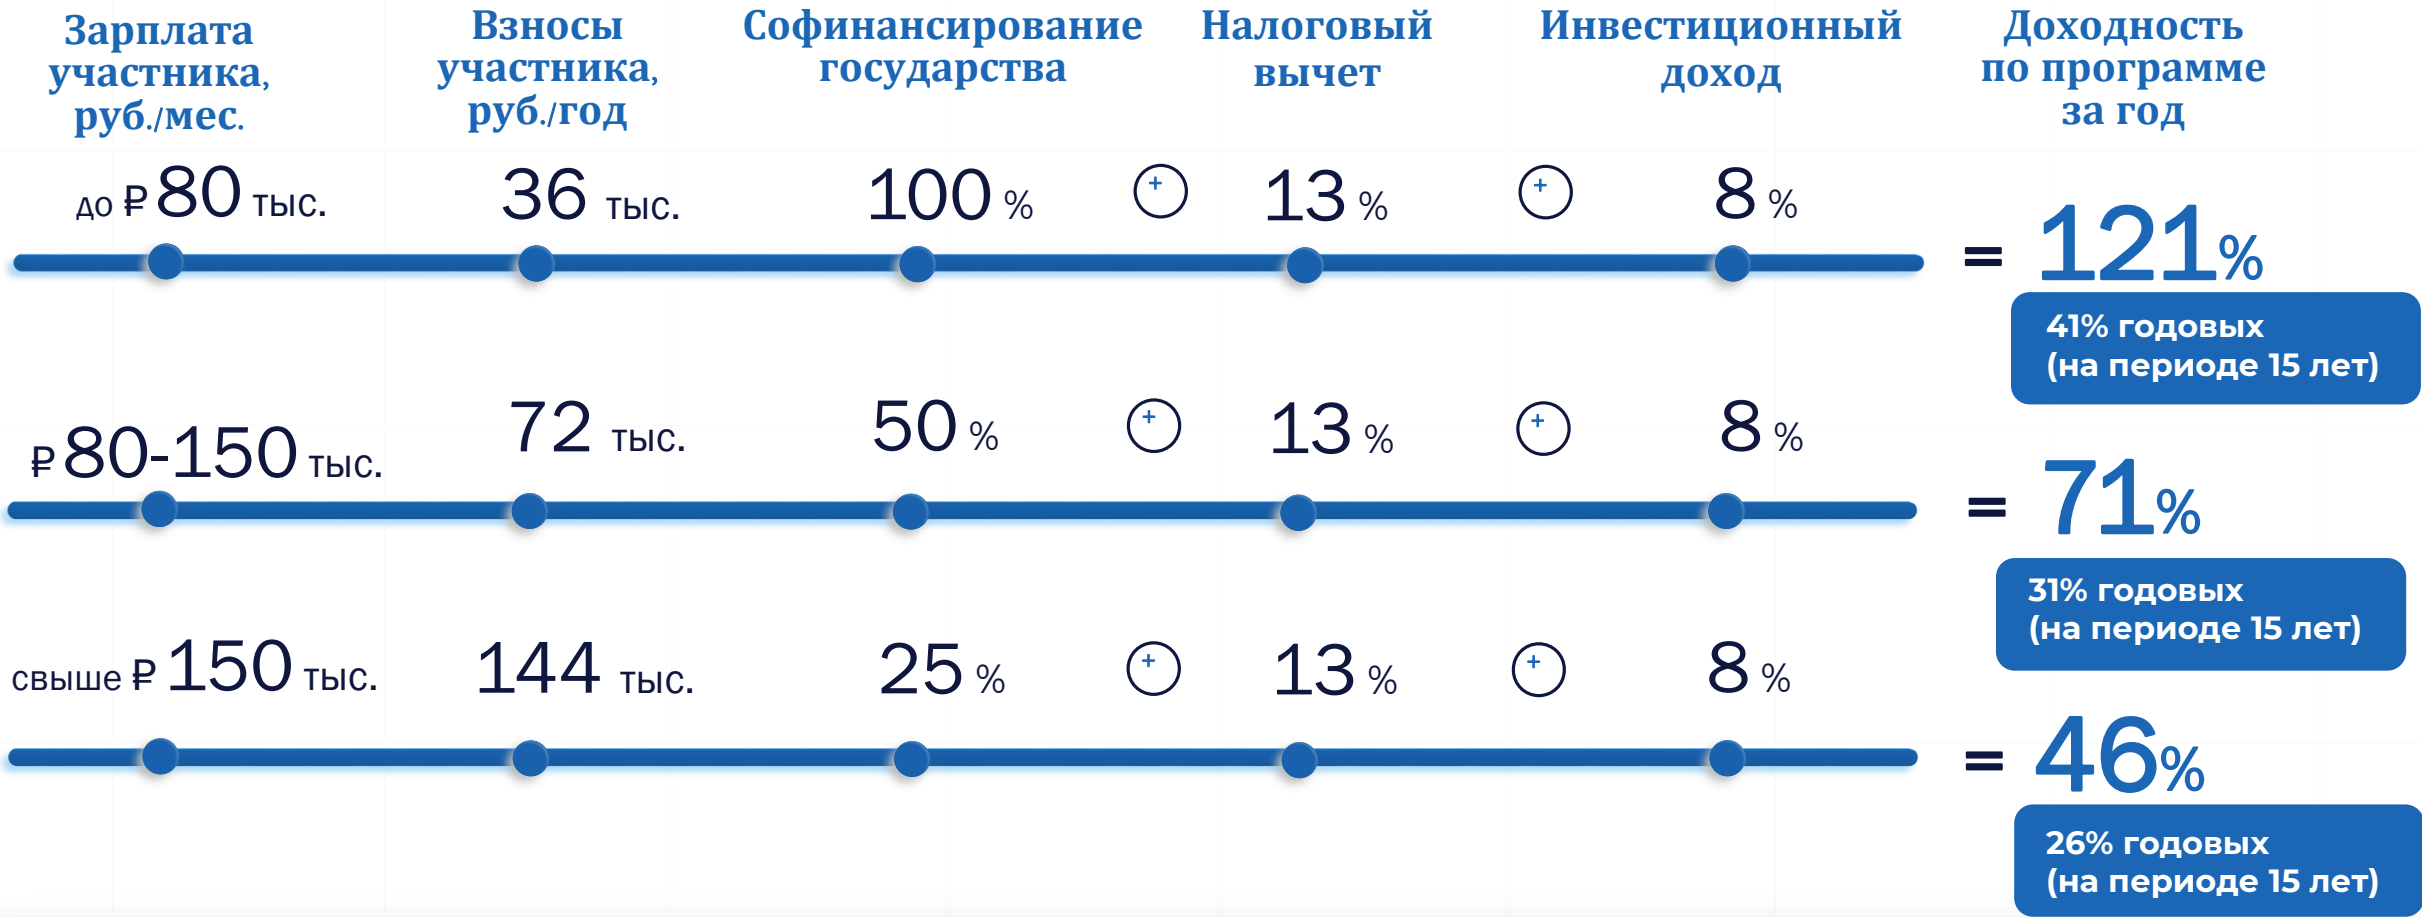 Зарплата
участника,
руб./мес.
Взносы
участника,
руб./год
Софинансирование
государства
Налоговый
вычет
Инвестиционный
доход
Доходность
по программе
за год
до ₽ 80 тыс.
36 тыс.
100 %
+
13 %
+
8 %
= 121%
41% годовых
(на периоде 15 лет)
₽ 80-150 тыс.
72 тыс.
50 %
+
13 %
+
8 %
= 71%
31% годовых
(на периоде 15 лет)
свыше ₽ 150 тыс.
144 тыс.
25 %
+
13 %
+
8 %
= 46%
26% годовых
(на периоде 15 лет)